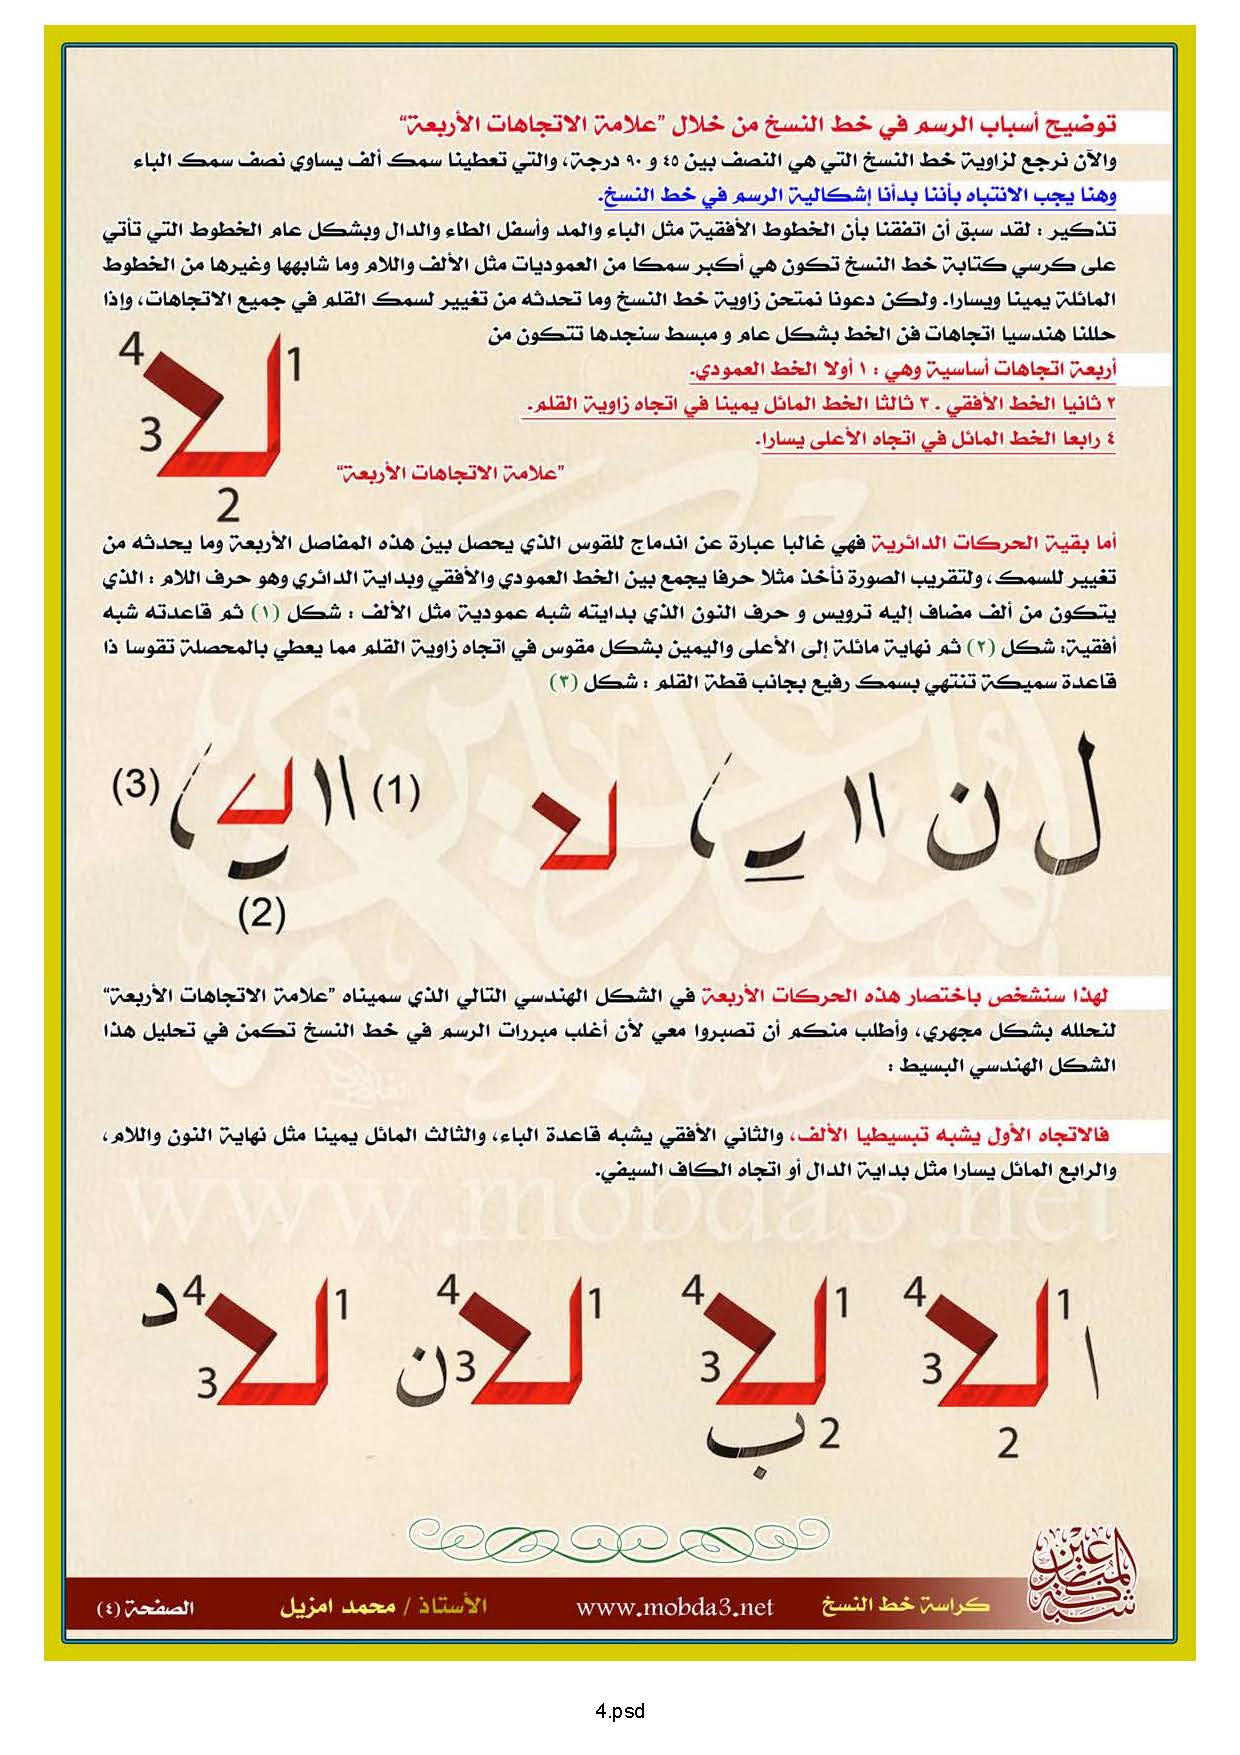 توضيح أسباب الرسم في خط النسخ من خلال "علامة الاتجاهات الأربعة"
والآن نرجع لزاوية خط النسخ التي هي النصف بين ٤٥ و ٩٠ درجة، والتي تعطينا سمك ألف يساوي نصف سمك الباء
وهنا يجب الانتباه بأننا بدأنا إشكالية الرسم في خط النسخ.
تذكير : لقد سبق أن اتفقنا بأن الخطوط الأفقية مثل الباء والمد وأسفل الطاء والدال وبشكل عام الخطوط التي تأتي
على كرسي كتابة خط النسخ تكون هي أكبر سمكا من العموديات مثل الألف واللام وما شابهها وغيرها من الخطوط
المائلة يمينا ويسارا. ولكن دعونا نمتحن زاوية خط النسخ وما تحدثه من تغيير لسمك القلم في جميع الاتجاهات، وإذا
حللنا هندسيا اتجاهات فن الخط بشكل عام و مبسط سنجدها تتكون من
أربعة اتجاهات أساسية وهي : ١ أولا الخط العمودي.
٢ ثانيا الخط الأفقي . ٣ ثالثا الخط المائل يمينا في اتجاه زاوية القلم.
٤ رابعا الخط المائل في اتجاه الأعلى يسارا.
1
4
3
2
"علامة الاتجاهات الأربعة"
أما بقية الحركات الدائرية فهي غالبا عبارة عن اندماج للقوس الذي يحصل بين هذه المفاصل الأربعة وما يحدثه من
تغيير للسمك، ولتقريب الصورة نأخذ مثلا حرفا يجمع بين الخط العمودي والأفقي وبداية الدائري وهو حرف اللام : الذي
يتكون من ألف مضاف إليه ترويس و حرف النون الذي بدايته شبه عمودية مثل الألف : شكل (١) ثم قاعدته شبه
أفقية: شكل (٢) ثم نهاية مائلة إلى الأعلى واليمين بشكل مقوس في اتجاه زاوية القلم مما يعطي بالمحصلة تقوسا ذا
قاعدة سميكة تنتهي بسمك رفيع بجانب قطة القلم : شكل (٣)
ل ن
(1)
(3)
(2)
لهذا سنشخص باختصار هذه الحركات الأربعة في الشكل الهندسي التالي الذي سميناه "علامة الاتجاهات الأربعة"
لنحلله بشكل مجهري، وأطلب منكم أن تصبروا معي لأن أغلب مبررات الرسم في خط النسخ تكمن في تحليل هذا
الشكل الهندسي البسيط :
فالاتجاه الأول يشبه تبسيطيا الألف، والثاني الأفقي يشبه قاعدة الباء، والثالث المائل يمينا مثل نهاية النون واللام،
والرابع المائل يسارا مثل بداية الدال أو اتجاه الكاف السيفي.
www.mobda3.net
ا 1 4 3 2
1 4 3 ب 2
1 4 3 ن
1 4 3 د
شبكة المبدعين
كراسة خط النسخ
www.mobda3.net
الأستاذ / محمد امزيل
الصفحة (٤)
4.psd